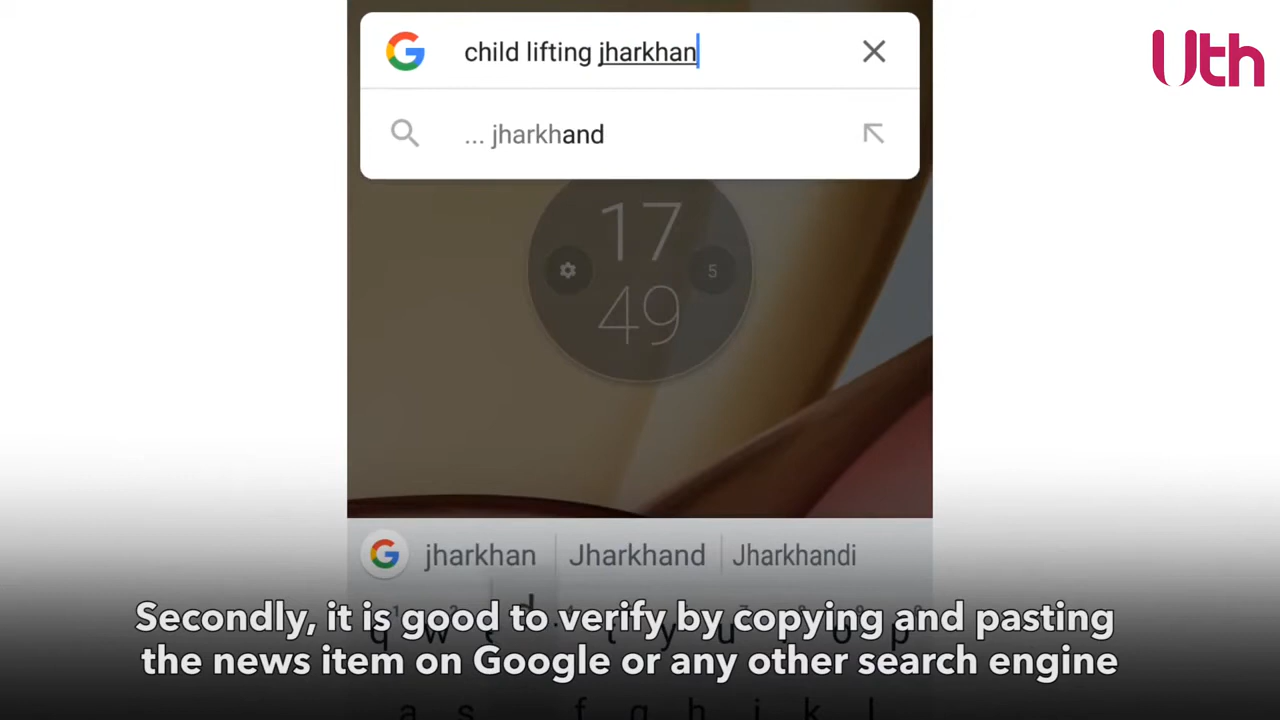 child lifting jharkhan
Uth
... jharkhand
17
5
49
jharkhan Jharkhand Jharkhandi
Secondly, it is good to verify by copying and pasting
the news item on Google or any other search engine
a s f g h j k l